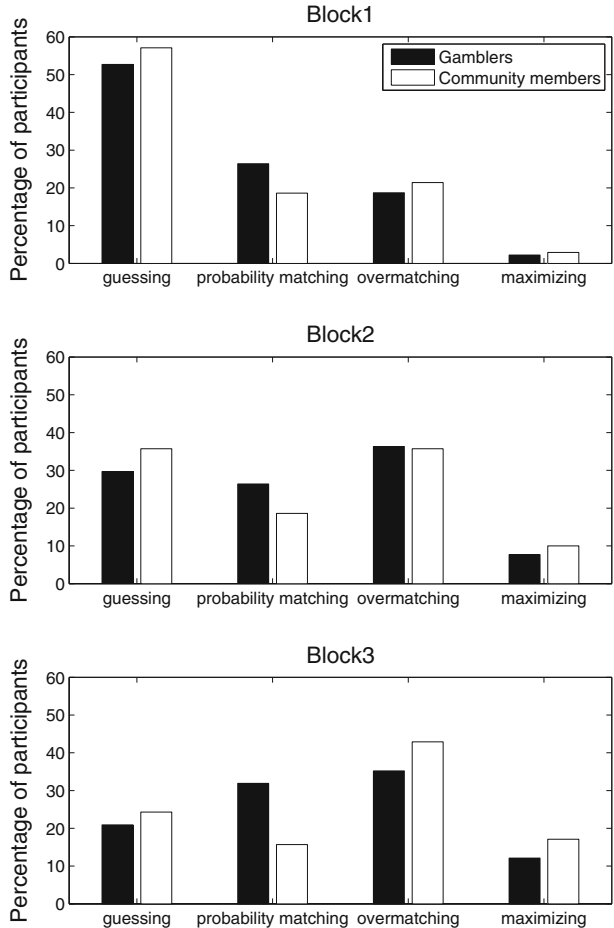 Block1
Percentage of participants
60
50
40
30
20
10
0
Gamblers
Community members
guessing probability matching overmatching maximizing
Block2
Percentage of participants
60
50
40
30
20
10
0
guessing probability matching overmatching maximizing
Block3
Percentage of participants
60
50
40
30
20
10
0
guessing probability matching overmatching maximizing